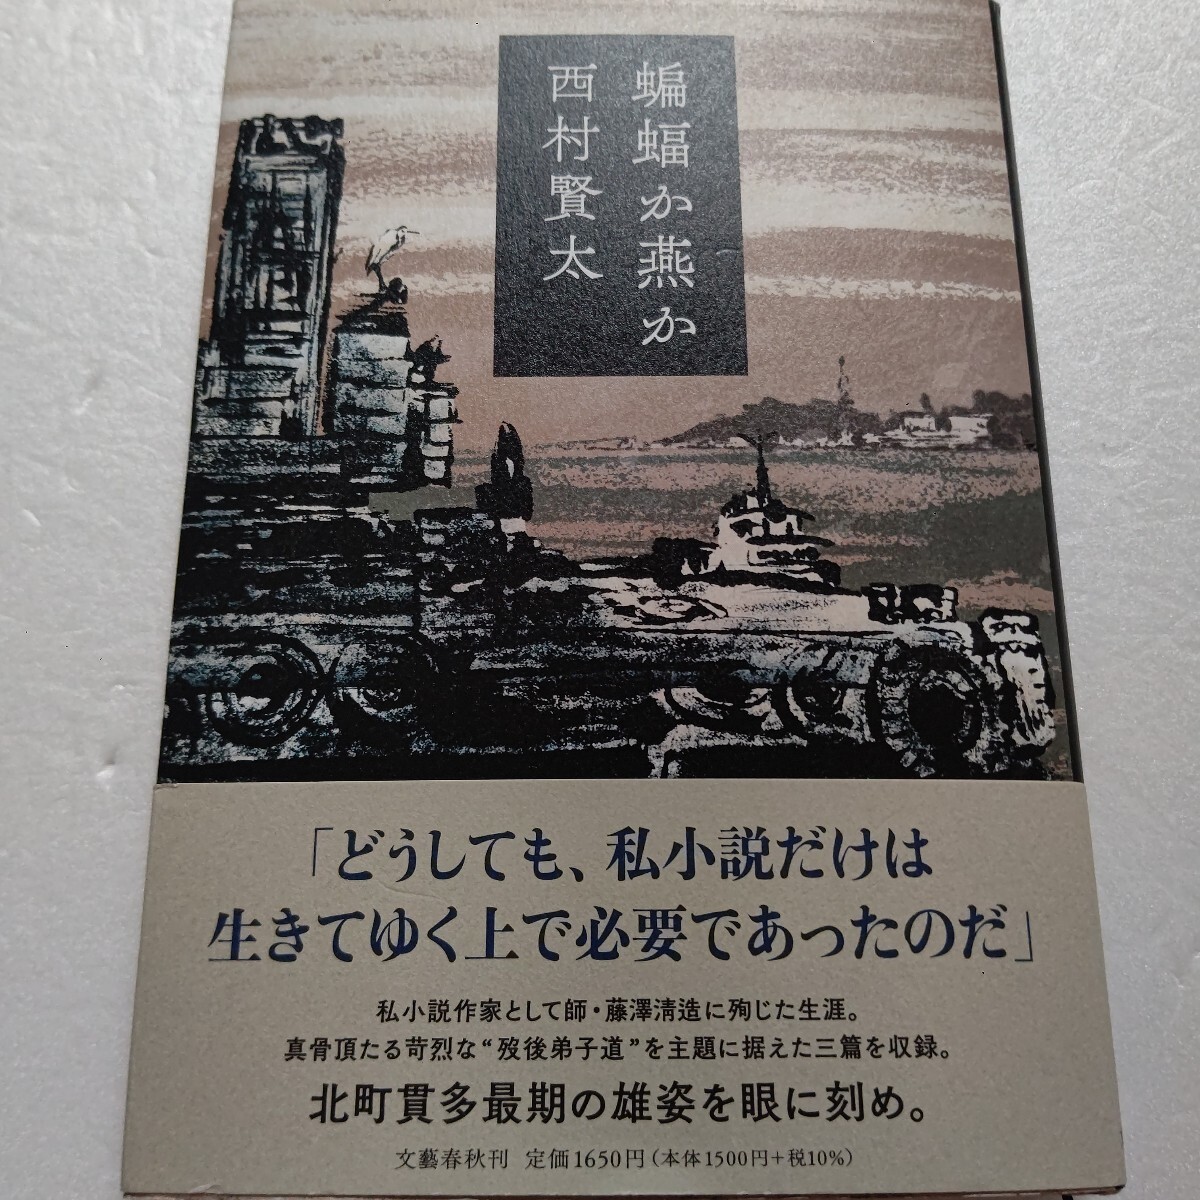 蝙蝠か燕か
西村賢太
「どうしても、私小説だけは
生きてゆく上で必要であったのだ」
私小説作家として師・藤澤淸造に殉じた生涯。
真骨頂たる苛烈な“歿後弟子道”を主題に据えた三篇を収録。
北町貫多最期の雄姿を眼に刻め。
文藝春秋刊 定価1650円（本体1500円＋税10%）